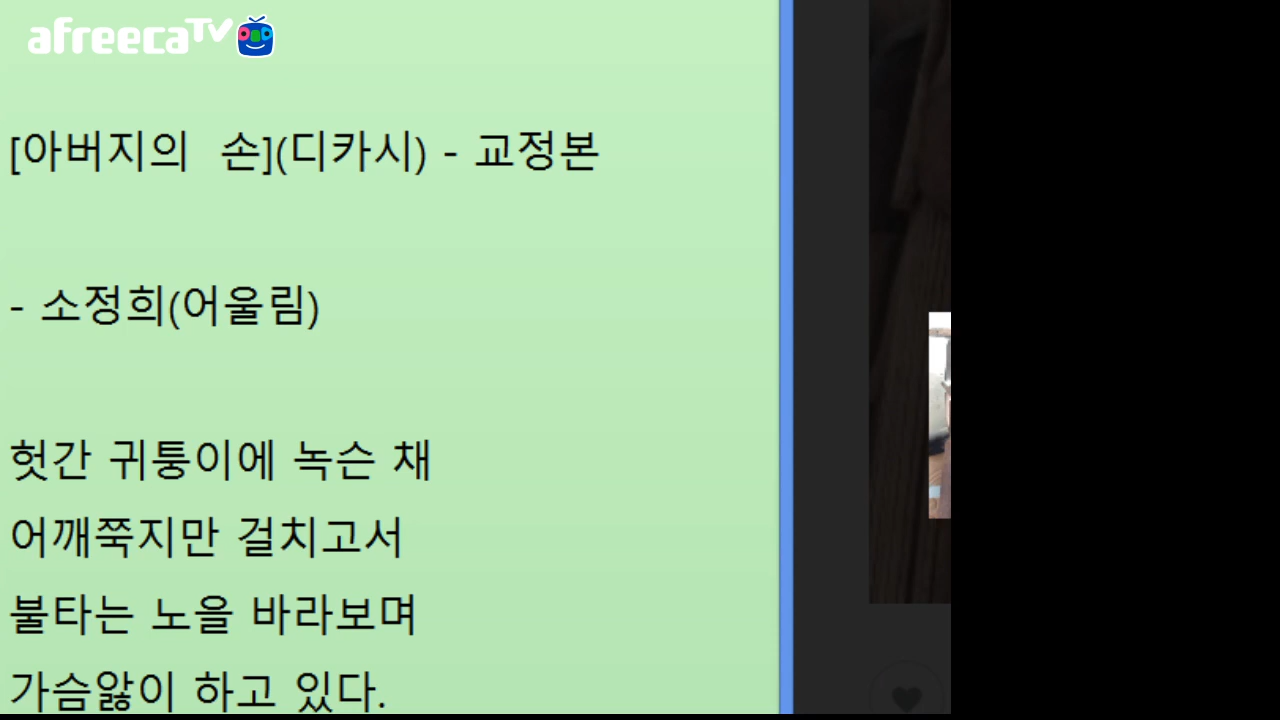 afreecaTV
[아버지의 손](디카시) - 교정본
- 소정희(어울림)
헛간 귀퉁이에 녹슨 채
어깨쭉지만 걸치고서
불타는 노을 바라보며
가슴앓이 하고 있다.